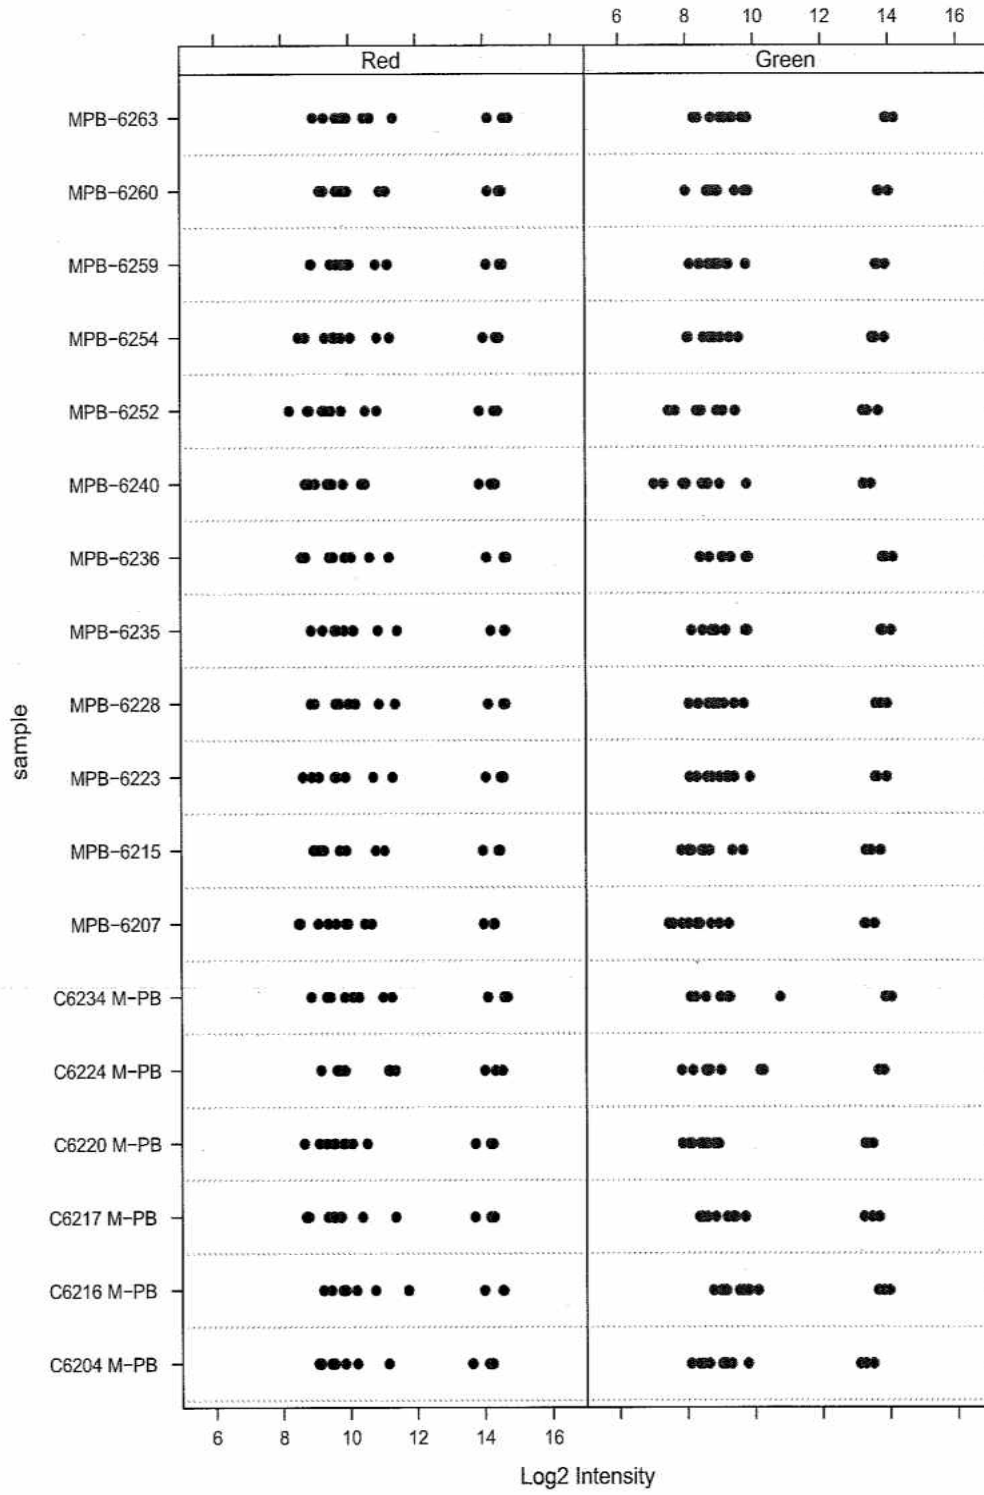 6 8 10 12 14 16
Red Green
MPB-6263
MPB-6260
MPB-6259
MPB-6254
MPB-6252
MPB-6240
MPB-6236
MPB-6235
MPB-6228
MPB-6223
MPB-6215
MPB-6207
C6234 M-PB
C6224 M-PB
C6220 M-PB
C6217 M-PB
C6216 M-PB
C6204 M-PB
sample
6 8 10 12 14 16
Log2 Intensity